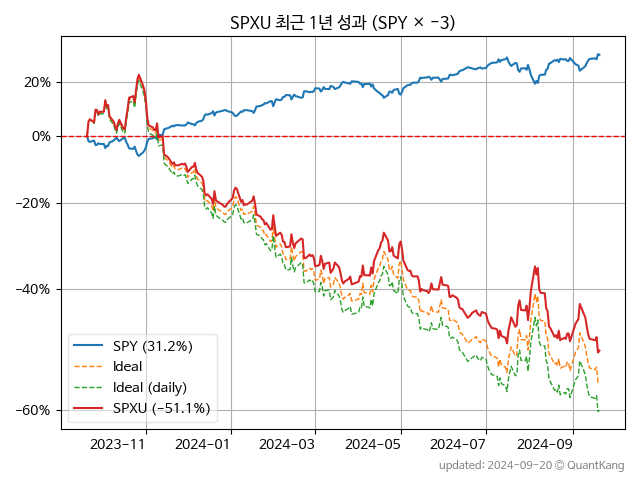 SPXU 최근 1년 성과 (SPY × −3)
20%
0%
−20%
−40%
−60%
SPY (31.2%)
Ideal
Ideal (daily)
SPXU (−51.1%)
2023−11
2024−01
2024−03
2024−05
2024−07
2024−09
updated: 2024−09−20 © QuantKang